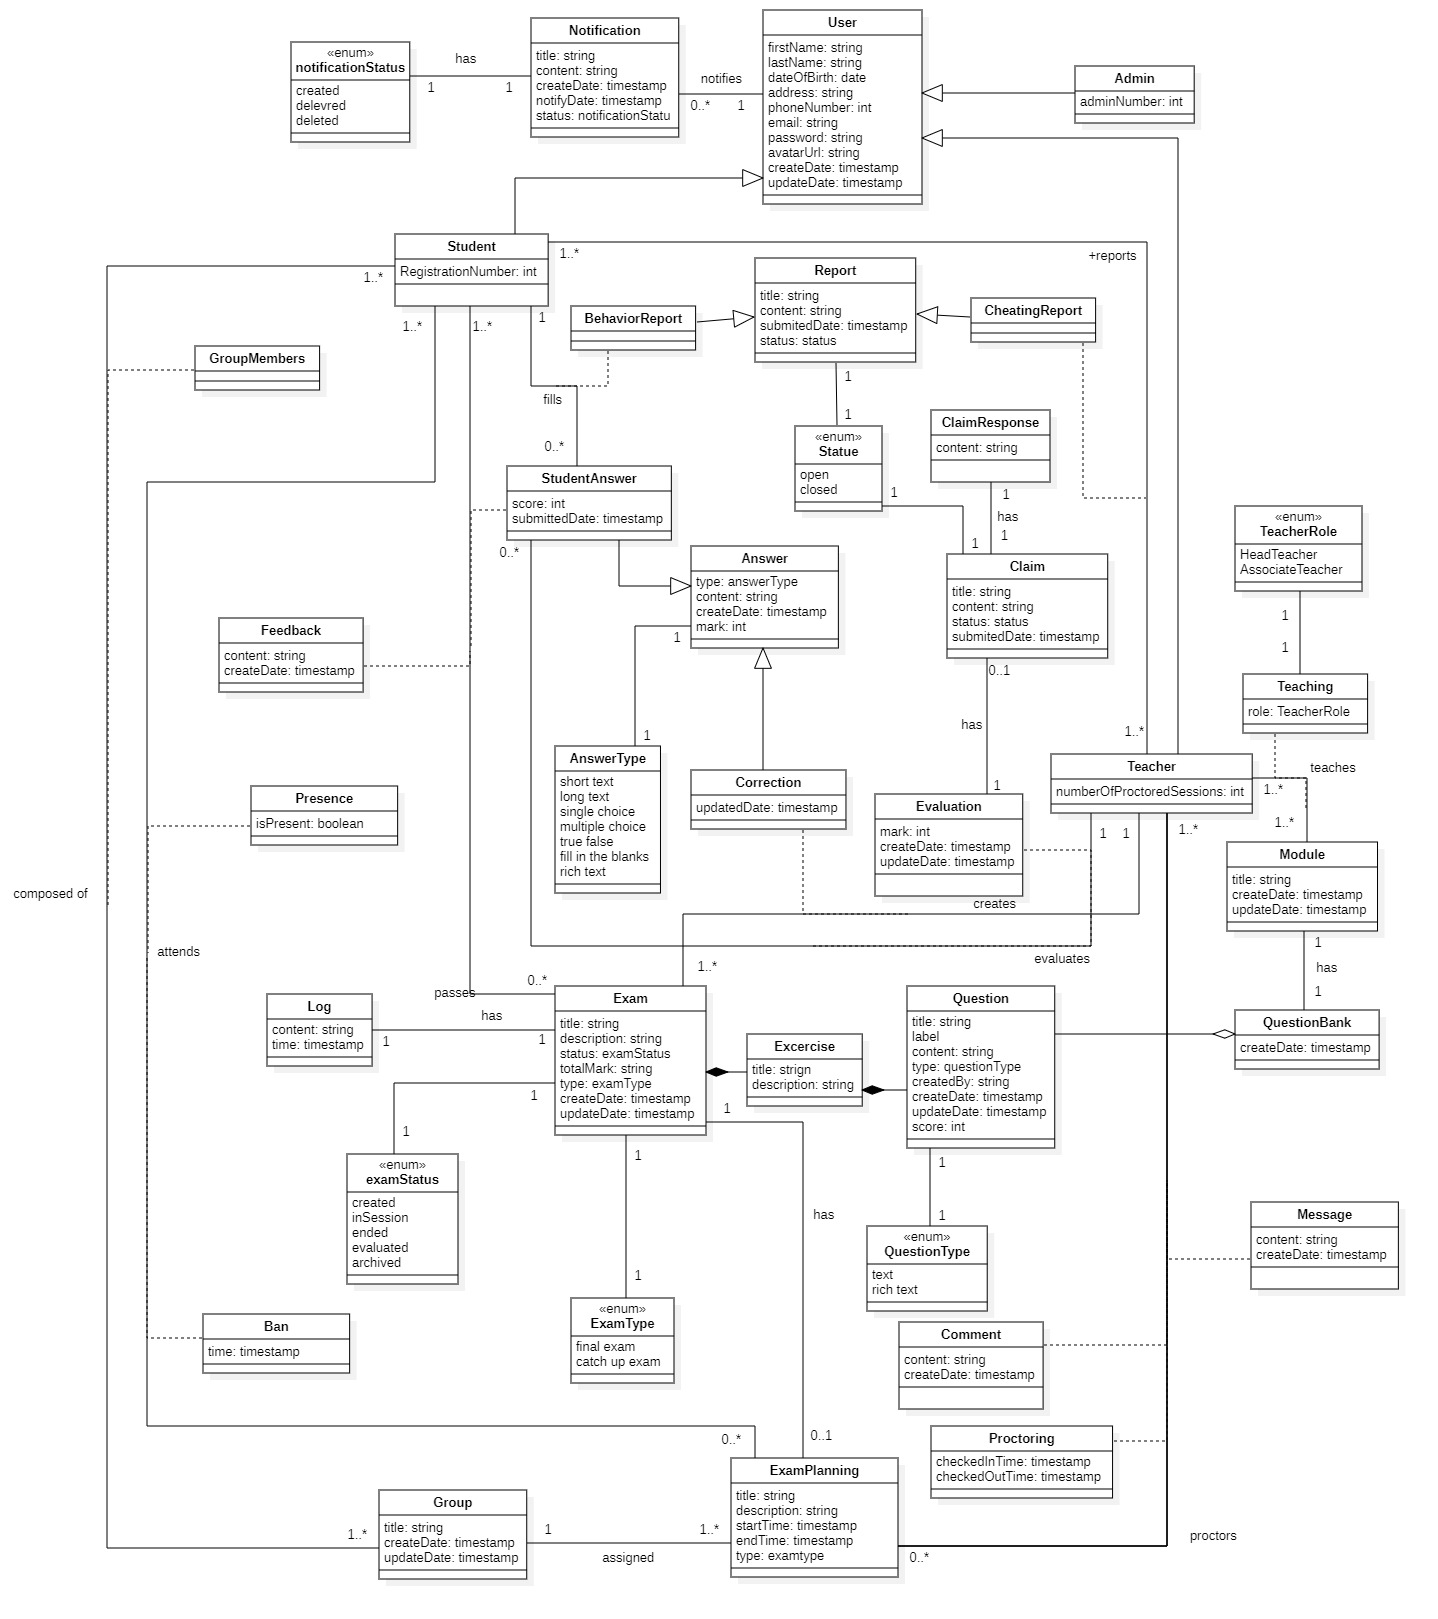 User
firstName: string
lastName: string
dateOfBirth: date
address: string
phoneNumber: int
email: string
password: string
avatarUrl: string
createDate: timestamp
updateDate: timestamp
Notification
title: string
content: string
createDate: timestamp
notifyDate: timestamp
status: notificationStatu
«enum»
notificationStatus
created
delevred
deleted
has
1
1
notifies
0..*
1
Admin
adminNumber: int
Student
RegistrationNumber: int
1..*
1..*
+reports
1..*
1..*
1
Report
title: string
content: string
submitedDate: timestamp
status: status
BehaviorReport
CheatingReport
GroupMembers
fills
0..*
1
1
«enum»
Statue
open
closed
1
ClaimResponse
content: string
1
has
1
1
StudentAnswer
score: int
submittedDate: timestamp
0..*
Answer
type: answerType
content: string
createDate: timestamp
mark: int
1
Claim
title: string
content: string
status: status
submitedDate: timestamp
0..1
has
1
«enum»
TeacherRole
HeadTeacher
AssociateTeacher
1
1
Teaching
role: TeacherRole
Feedback
content: string
createDate: timestamp
1
AnswerType
short text
long text
single choice
multiple choice
true false
fill in the blanks
rich text
Correction
updatedDate: timestamp
1..*
Teacher
numberOfProctoredSessions: int
teaches
1..*
1..*
1
1
1..*
Evaluation
mark: int
createDate: timestamp
updateDate: timestamp
Presence
isPresent: boolean
Module
title: string
createDate: timestamp
updateDate: timestamp
composed of
creates
attends
evaluates
1
has
1
1..*
0..*
passes
Log
content: string
time: timestamp
has
1
1
Exam
title: string
description: string
status: examStatus
totalMark: string
type: examType
createDate: timestamp
updateDate: timestamp
Excercise
title: strign
description: string
Question
title: string
label
content: string
type: questionType
createdBy: string
createDate: timestamp
updateDate: timestamp
score: int
QuestionBank
createDate: timestamp
1
1
1
1
1
«enum»
examStatus
created
inSession
ended
evaluated
archived
has
1
«enum»
QuestionType
text
rich text
Message
content: string
createDate: timestamp
1
«enum»
ExamType
final exam
catch up exam
Ban
time: timestamp
Comment
content: string
createDate: timestamp
Proctoring
checkedInTime: timestamp
checkedOutTime: timestamp
0..*
0..1
ExamPlanning
title: string
description: string
startTime: timestamp
endTime: timestamp
type: examtype
Group
title: string
createDate: timestamp
updateDate: timestamp
1..*
1
1..*
assigned
0..*
proctors